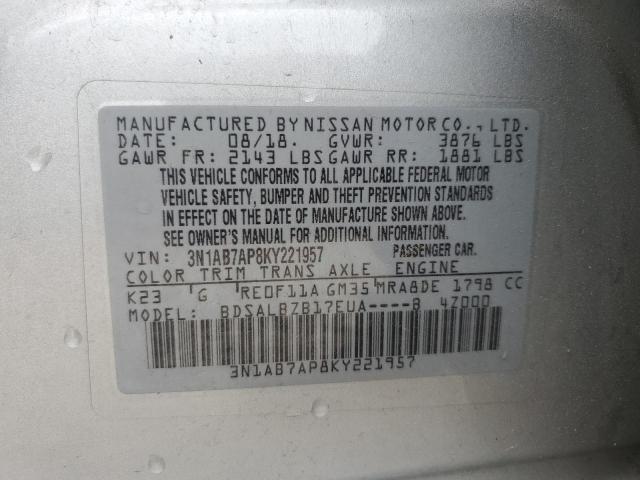 MANUFACTURED BY NISSAN MOTOR CO., LTD.
DATE: 08/18. GVWR: 3876 LBS
GAWR FR: 2143 LBS GAWR RR: 1881 LBS
THIS VEHICLE CONFORMS TO ALL APPLICABLE FEDERAL MOTOR
VEHICLE SAFETY, BUMPER AND THEFT PREVENTION STANDARDS
IN EFFECT ON THE DATE OF MANUFACTURE SHOWN ABOVE.
SEE OWNER'S MANUAL FOR ADDITIONAL INFORMATION.
VIN: 3N1AB7AP8KY221957 PASSENGER CAR.
COLOR TRIM TRANS AXLE ENGINE
K23 G RE0F11A GM35 MRA8DE 1798 CC
MODEL: BDSALBZB17EUA----B 4Z000
3N1AB7AP8KY221957